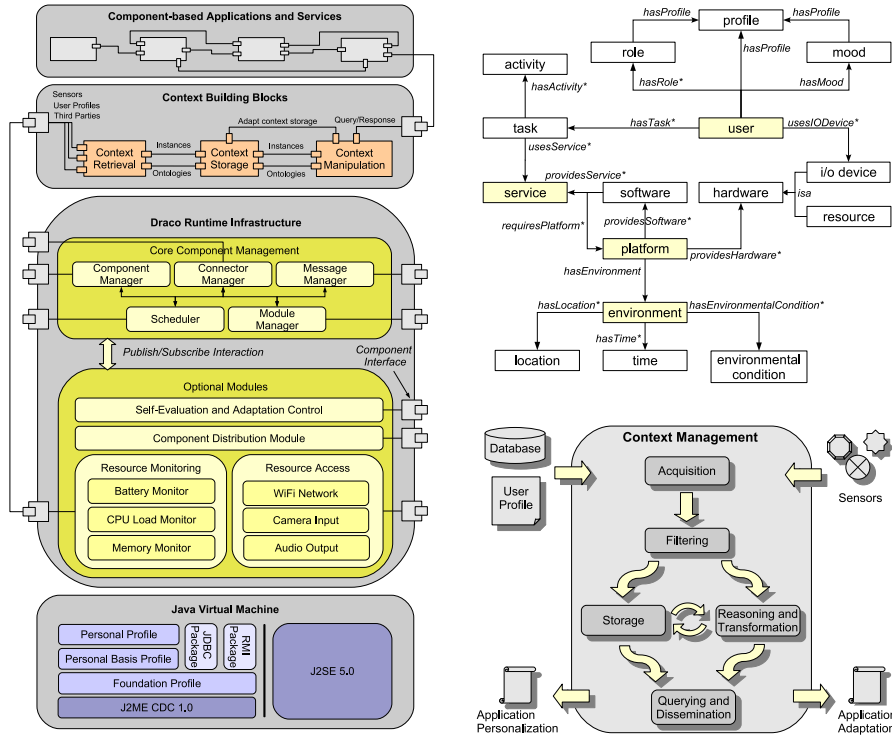 Component-based Applications and Services
Context Building Blocks
Sensors
User Profiles
Third Parties
Adapt context storage
Query/Response
Context
Retrieval
Instances
Ontologies
Context
Storage
Instances
Ontologies
Context
Manipulation
Draco Runtime Infrastructure
Core Component Management
Component
Manager
Connector
Manager
Message
Manager
Scheduler
Module
Manager
Publish/Subscribe Interaction
Component
Interface
Optional Modules
Self-Evaluation and Adaptation Control
Component Distribution Module
Resource Monitoring
Battery Monitor
CPU Load Monitor
Memory Monitor
Resource Access
WiFi Network
Camera Input
Audio Output
Java Virtual Machine
Personal Profile
Personal Basis Profile
JDBC
Package
RMI
Package
Foundation Profile
J2ME CDC 1.0
J2SE 5.0
hasProfile
profile
hasProfile
role
hasProfile
mood
activity
hasActivity*
hasRole*
hasMood
task
hasTask*
user
usesIODevice*
usesService*
i/o device
providesService*
service
software
hardware
isa
resource
requiresPlatform*
providesSoftware*
platform
providesHardware*
hasEnvironment
hasLocation*
environment
hasEnvironmentalCondition*
hasTime*
location
time
environmental
condition
Context Management
Database
User
Profile
Acquisition
Sensors
Filtering
Storage
Reasoning and
Transformation
Querying and
Dissemination
Application
Personalization
Application
Adaptation